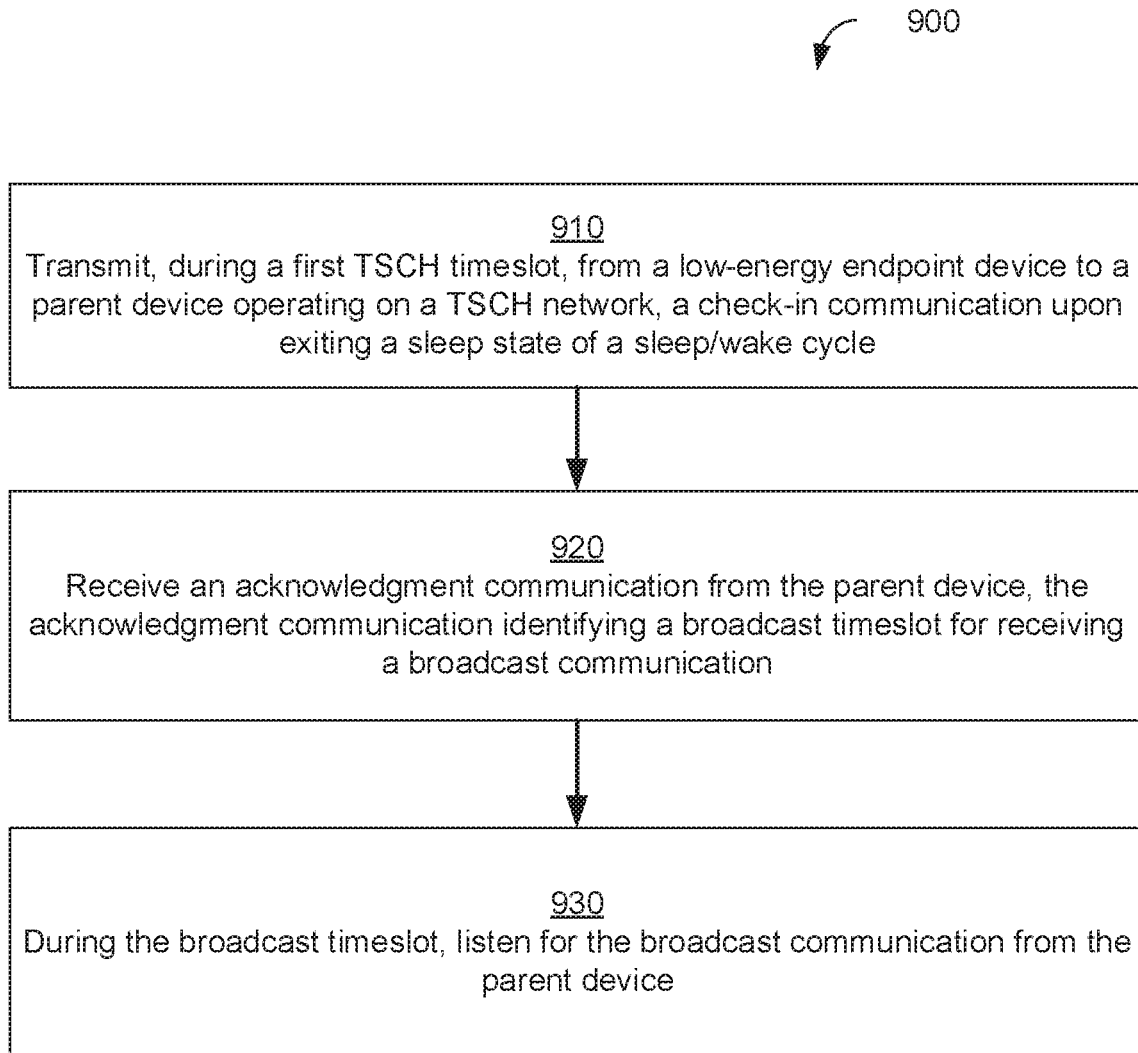 900
910
Transmit, during a first TSCH timeslot, from a low-energy endpoint device to a
parent device operating on a TSCH network, a check-in communication upon
exiting a sleep state of a sleep/wake cycle
920
Receive an acknowledgment communication from the parent device, the
acknowledgment communication identifying a broadcast timeslot for receiving
a broadcast communication
930
During the broadcast timeslot, listen for the broadcast communication from the
parent device